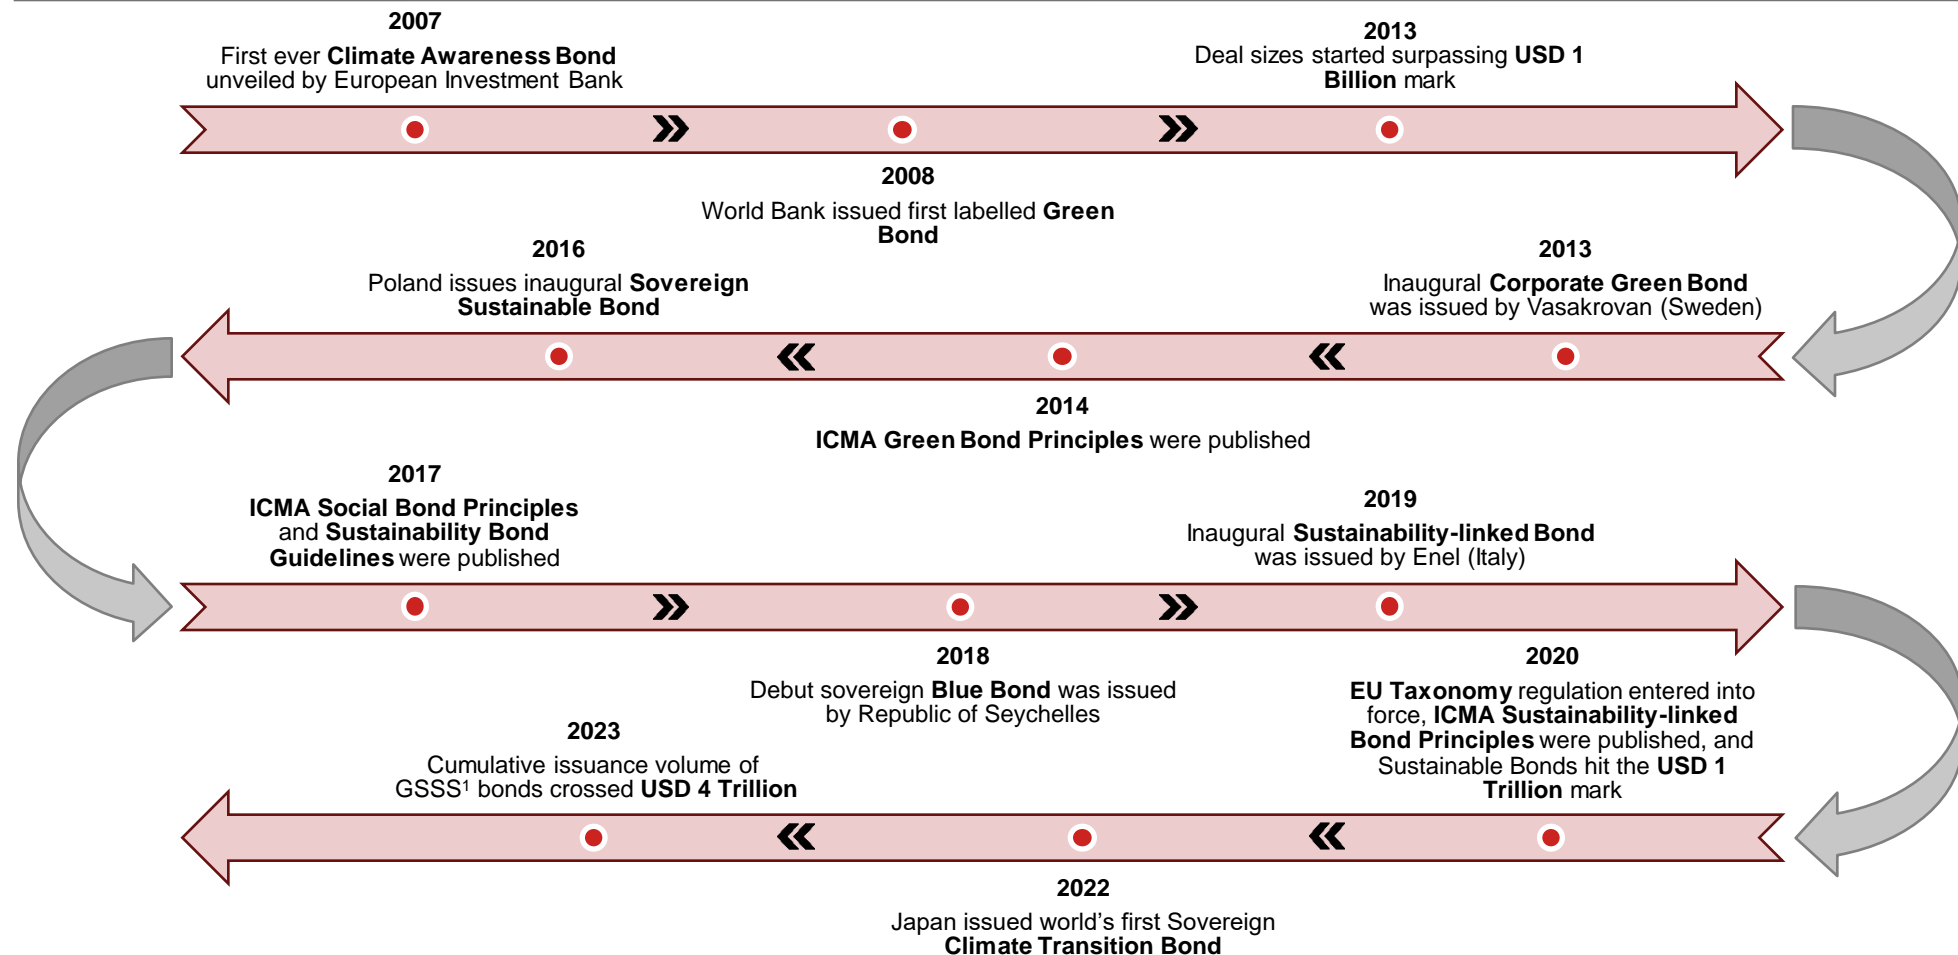 2007
First ever Climate Awareness Bond
unveiled by European Investment Bank
2008
World Bank issued first labelled Green
Bond
2013
Deal sizes started surpassing USD 1
Billion mark
2013
Inaugural Corporate Green Bond
was issued by Vasakrovan (Sweden)
2014
ICMA Green Bond Principles were published
2016
Poland issues inaugural Sovereign
Sustainable Bond
2017
ICMA Social Bond Principles
and Sustainability Bond
Guidelines were published
2018
Debut sovereign Blue Bond was issued
by Republic of Seychelles
2019
Inaugural Sustainability-linked Bond
was issued by Enel (Italy)
2020
EU Taxonomy regulation entered into
force, ICMA Sustainability-linked
Bond Principles were published, and
Sustainable Bonds hit the USD 1
Trillion mark
2022
Japan issued world's first Sovereign
Climate Transition Bond
2023
Cumulative issuance volume of
GSSS¹ bonds crossed USD 4 Trillion